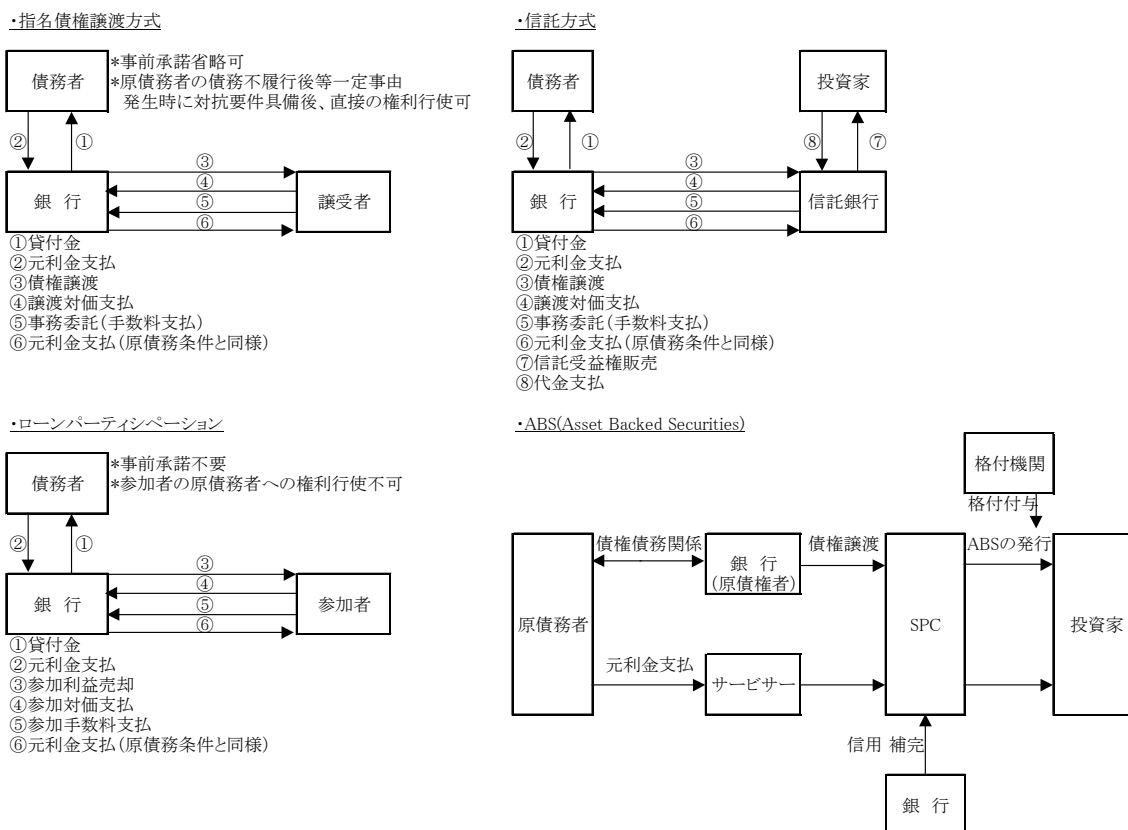 ・指名債権譲渡方式
債務者
*事前承諾省略可
*原債務者の債務不履行後等一定事由
発生時に対抗要件具備後、直接の権利行使可
②
①
③
④
⑤
⑥
銀 行
譲受者
①貸付金
②元利金支払
③債権譲渡
④譲渡対価支払
⑤事務委託(手数料支払)
⑥元利金支払(原債務条件と同様)
・信託方式
債務者
投資家
②
①
⑧
⑦
③
④
⑤
⑥
銀 行
信託銀行
①貸付金
②元利金支払
③債権譲渡
④譲渡対価支払
⑤事務委託(手数料支払)
⑥元利金支払(原債務条件と同様)
⑦信託受益権販売
⑧代金支払
・ローンパーティシペーション
債務者
*事前承諾不要
*参加者の原債務者への権利行使不可
②
①
③
④
⑤
⑥
銀 行
参加者
①貸付金
②元利金支払
③参加利益売却
④参加対価支払
⑤参加手数料支払
⑥元利金支払(原債務条件と同様)
・ABS(Asset Backed Securities)
格付機関
格付付与
債権債務関係
債権譲渡
ABSの発行
銀 行
(原債権者)
原債務者
SPC
投資家
元利金支払
サービサー
信用 補完
銀 行